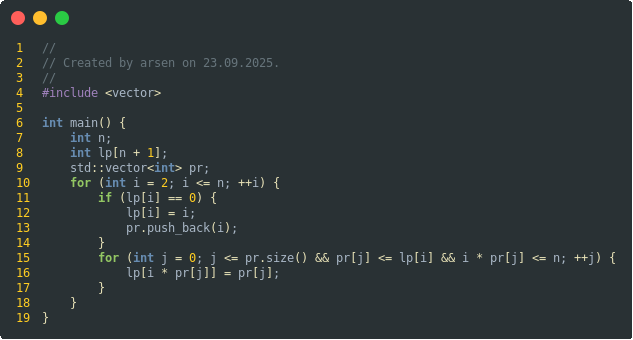 1 //
2 // Created by arsen on 23.09.2025.
3 //
4 #include <vector>
5
6 int main() {
7     int n;
8     int lp[n + 1];
9     std::vector<int> pr;
10     for (int i = 2; i <= n; ++i) {
11         if (lp[i] == 0) {
12             lp[i] = i;
13             pr.push_back(i);
14         }
15         for (int j = 0; j <= pr.size() && pr[j] <= lp[i] && i * pr[j] <= n; ++j) {
16             lp[i * pr[j]] = pr[j];
17         }
18     }
19 }